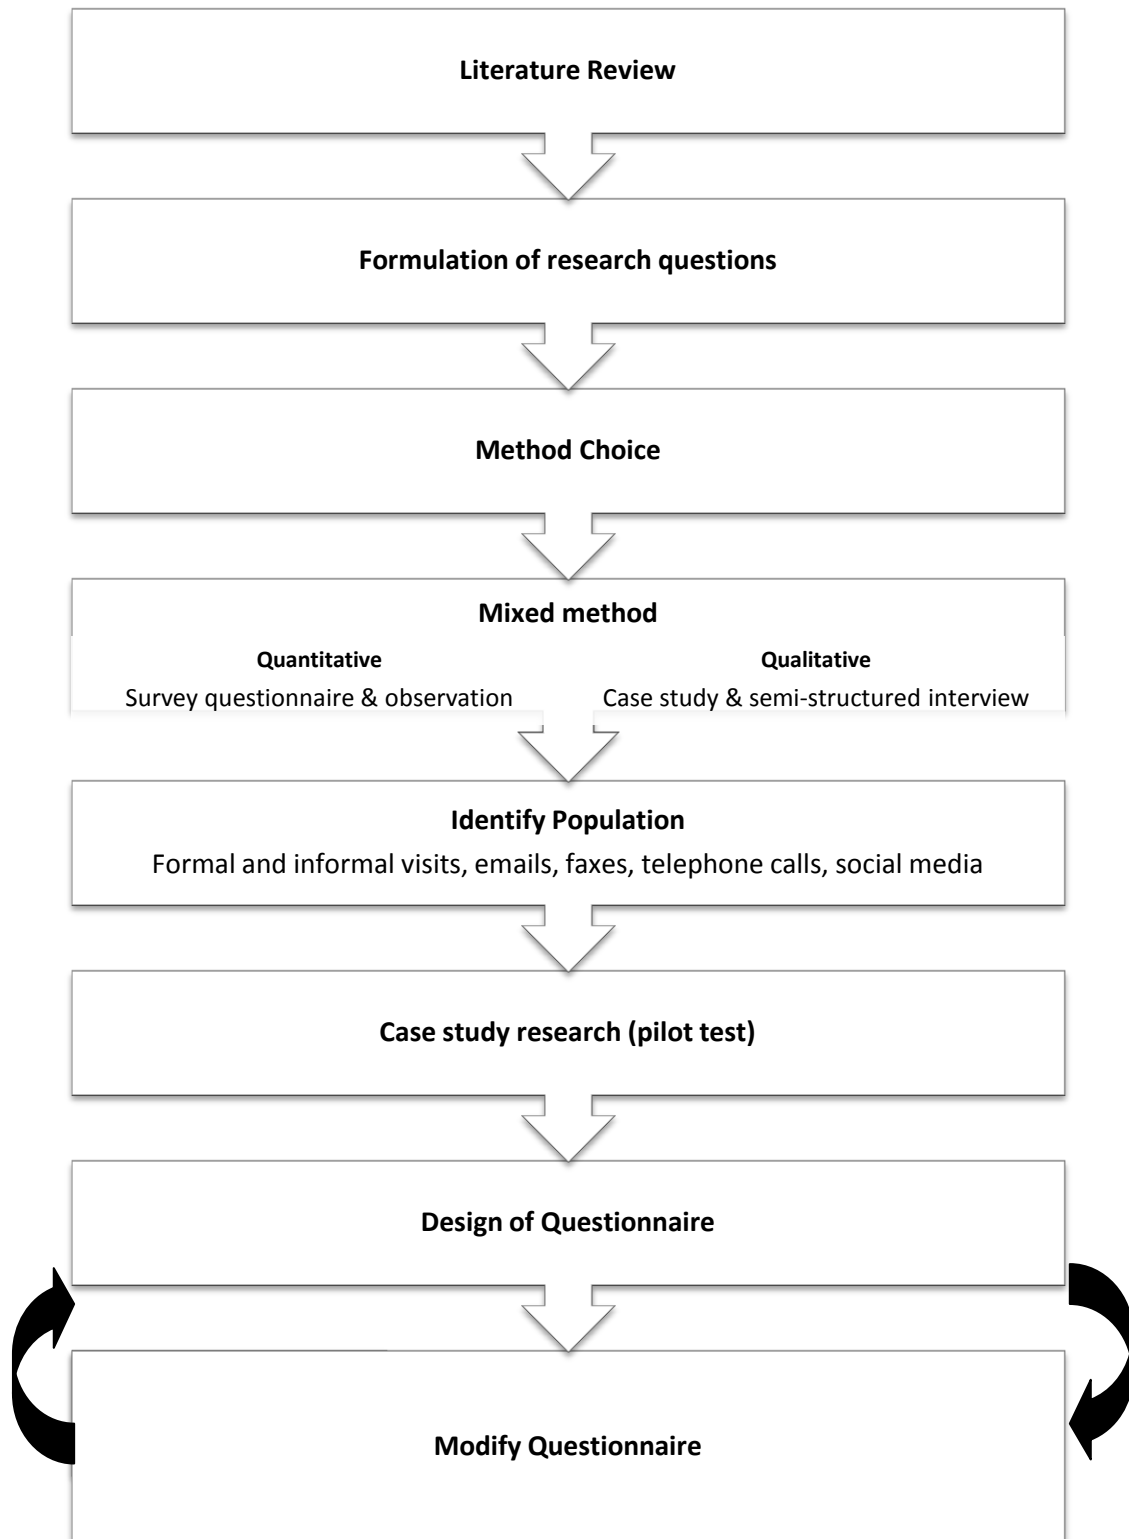 Literature Review
Formulation of research questions
Method Choice
Mixed method
Quantitative
Qualitative
Survey questionnaire & observation
Case study & semi-structured interview
Identify Population
Formal and informal visits, emails, faxes, telephone calls, social media
Case study research (pilot test)
Design of Questionnaire
Modify Questionnaire